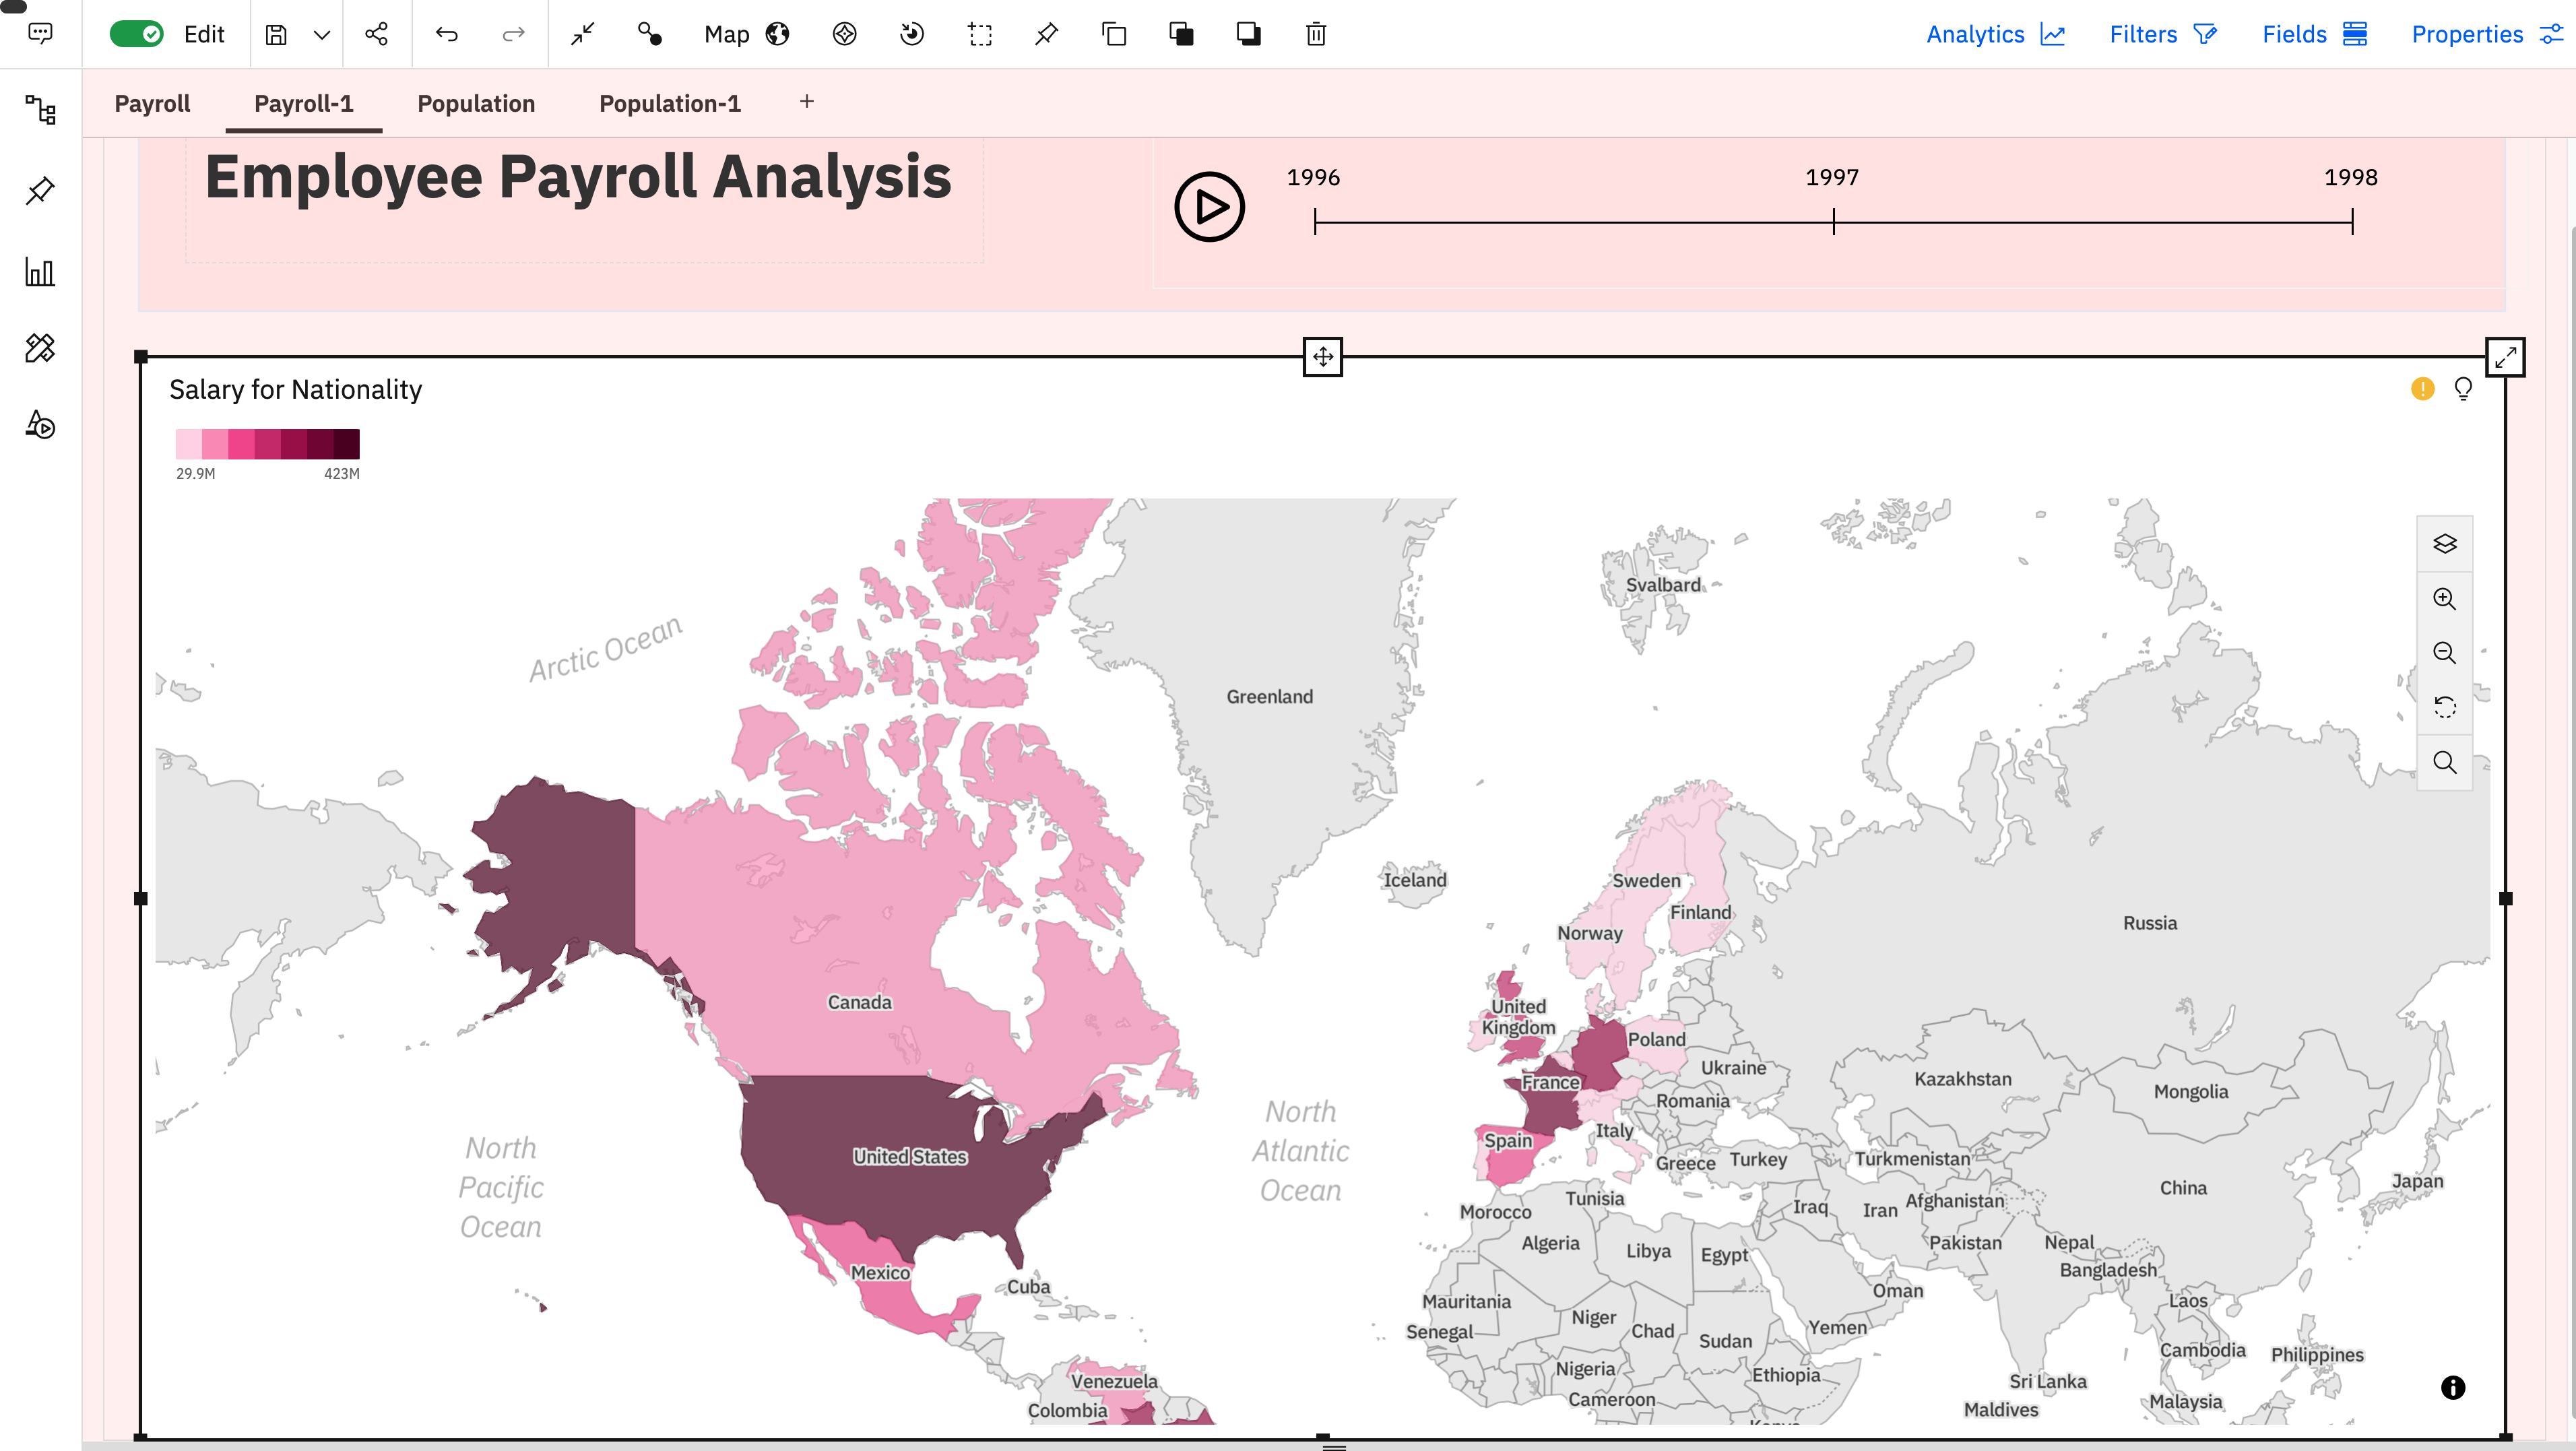 Edit
Map
Analytics
Filters
Fields
Properties
Payroll
Payroll-1
Population
Population-1
+
Employee Payroll Analysis
1996
1997
1998
Salary for Nationality
29.9M
423M
Svalbard
Arctic Ocean
Greenland
Iceland
Sweden
Finland
Norway
Russia
Canada
United
Kingdom
Poland
Ukraine
France
Kazakhstan
Mongolia
Romania
North
Atlantic
Ocean
Italy
Spain
North
Pacific
Ocean
United States
Greece
Turkey
Turkmenistan
Japan
China
Tunisia
Morocco
Iraq
Iran
Afghanistan
Algeria
Libya
Egypt
Pakistan
Nepal
Bangladesh
Mexico
Cuba
Oman
Mauritania
Laos
Niger
Chad
Sudan
Yemen
Senegal
Cambodia
Philippines
Nigeria
Ethiopia
Venezuela
Sri Lanka
Cameroon
Colombia
Maldives
Malaysia
Kenya